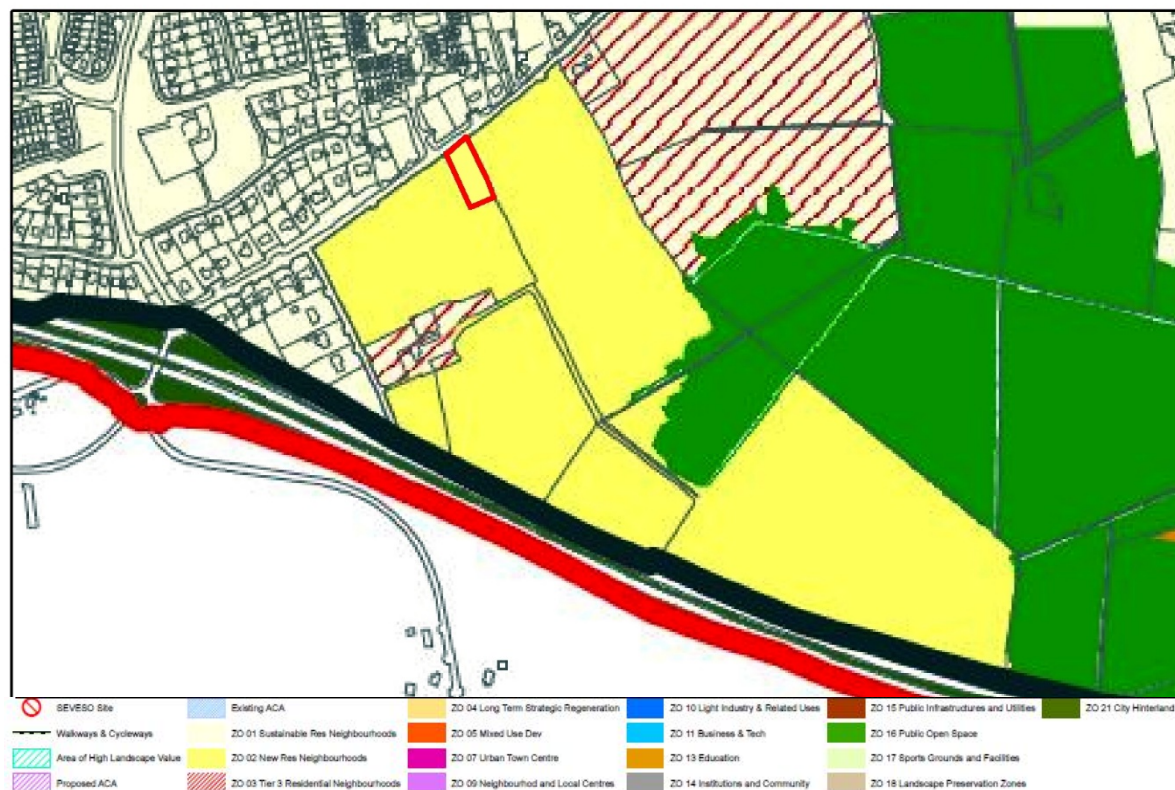 SEVESO Site
Existing ACA
ZO 04 Long Term Strategic Regeneration
ZO 10 Light Industry & Related Uses
ZO 15 Public Infrastructures and Utilities
ZO 21 City Hinterland
Walkways & Cycleways
ZO 01 Sustainable Res Neighbourhoods
ZO 05 Mixed Use Dev
ZO 11 Business & Tech
ZO 16 Public Open Space
Area of High Landscape Value
ZO 02 New Res Neighbourhoods
ZO 07 Urban Town Centre
ZO 13 Education
ZO 17 Sports Grounds and Facilities
Proposed ACA
ZO 03 Tier 3 Residential Neighbourhoods
ZO 09 Neighbourhod and Local Centres
ZO 14 Institutions and Community
ZO 18 Landscape Preservation Zones